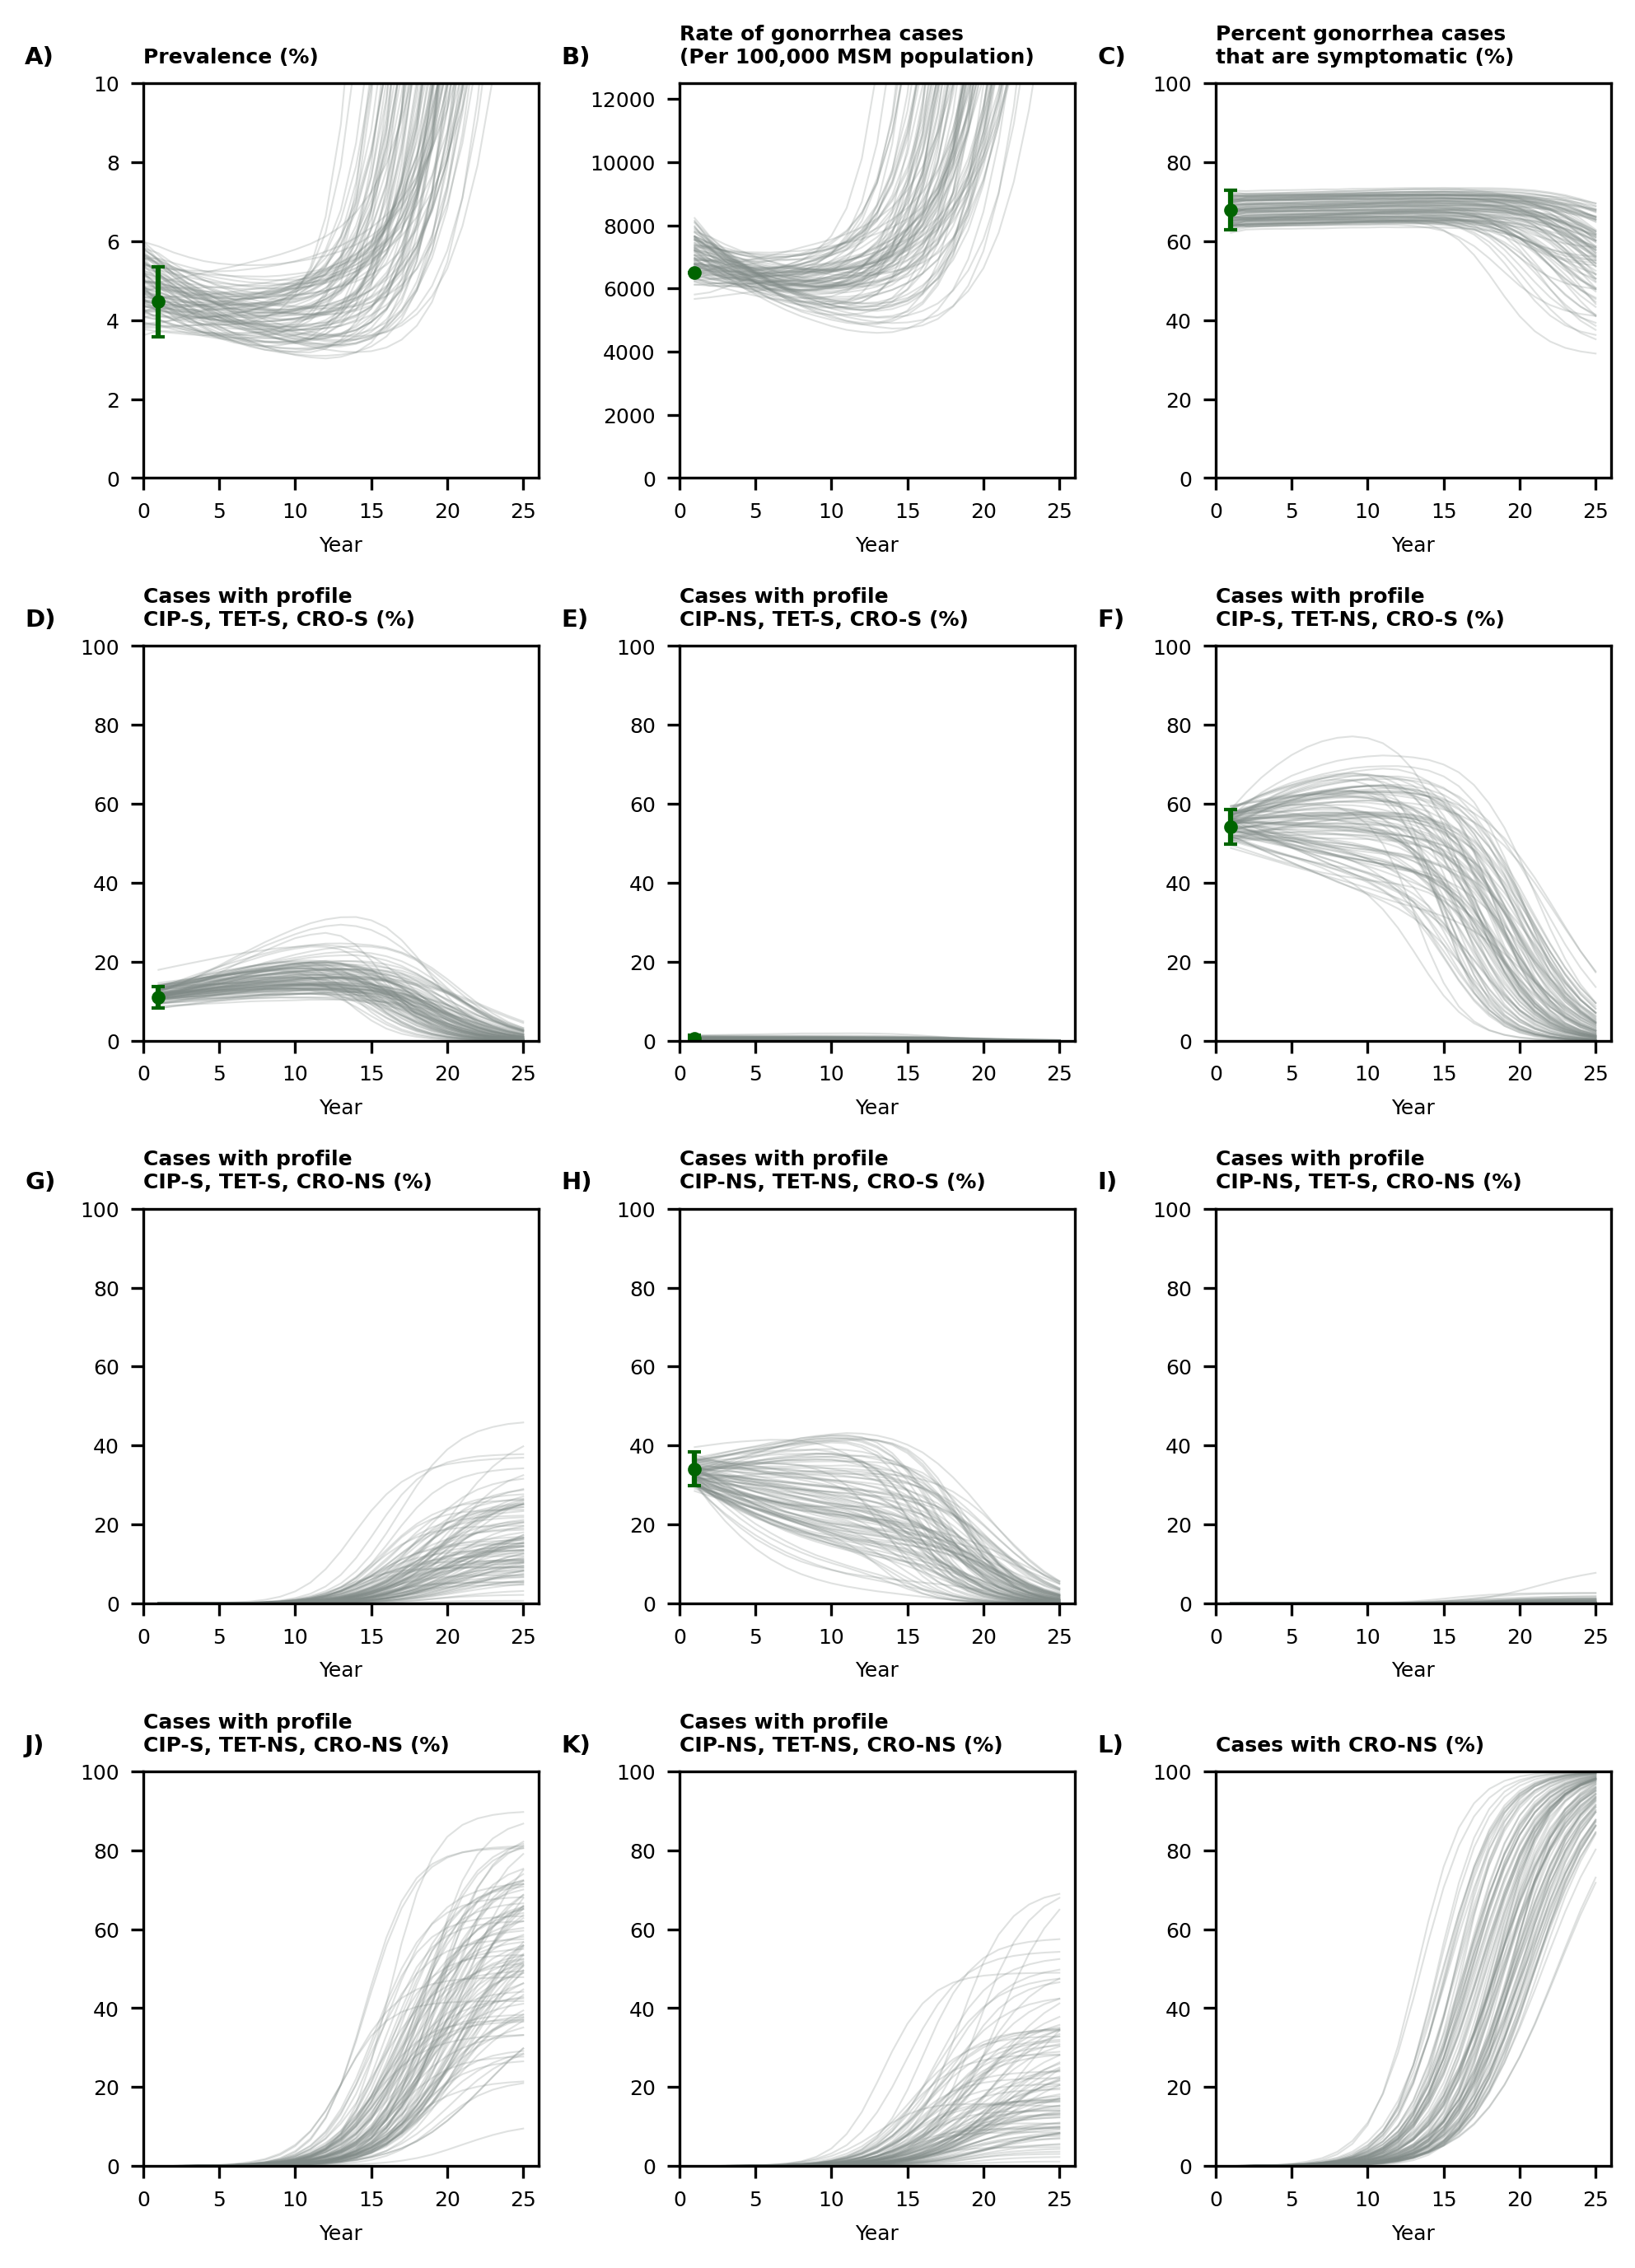 A)
Prevalence (%)
10
8
6
4
2
0
0 5 10 15 20 25
Year
B)
Rate of gonorrhea cases
(Per 100,000 MSM population)
12000
10000
8000
6000
4000
2000
0
0 5 10 15 20 25
Year
C)
Percent gonorrhea cases
that are symptomatic (%)
100
80
60
40
20
0
0 5 10 15 20 25
Year
D)
Cases with profile
CIP-S, TET-S, CRO-S (%)
100
80
60
40
20
0
0 5 10 15 20 25
Year
E)
Cases with profile
CIP-NS, TET-S, CRO-S (%)
100
80
60
40
20
0
0 5 10 15 20 25
Year
F)
Cases with profile
CIP-S, TET-NS, CRO-S (%)
100
80
60
40
20
0
0 5 10 15 20 25
Year
G)
Cases with profile
CIP-S, TET-S, CRO-NS (%)
100
80
60
40
20
0
0 5 10 15 20 25
Year
H)
Cases with profile
CIP-NS, TET-NS, CRO-S (%)
100
80
60
40
20
0
0 5 10 15 20 25
Year
I)
Cases with profile
CIP-NS, TET-S, CRO-NS (%)
100
80
60
40
20
0
0 5 10 15 20 25
Year
J)
Cases with profile
CIP-S, TET-NS, CRO-NS (%)
100
80
60
40
20
0
0 5 10 15 20 25
Year
K)
Cases with profile
CIP-NS, TET-NS, CRO-NS (%)
100
80
60
40
20
0
0 5 10 15 20 25
Year
L)
Cases with CRO-NS (%)
100
80
60
40
20
0
0 5 10 15 20 25
Year